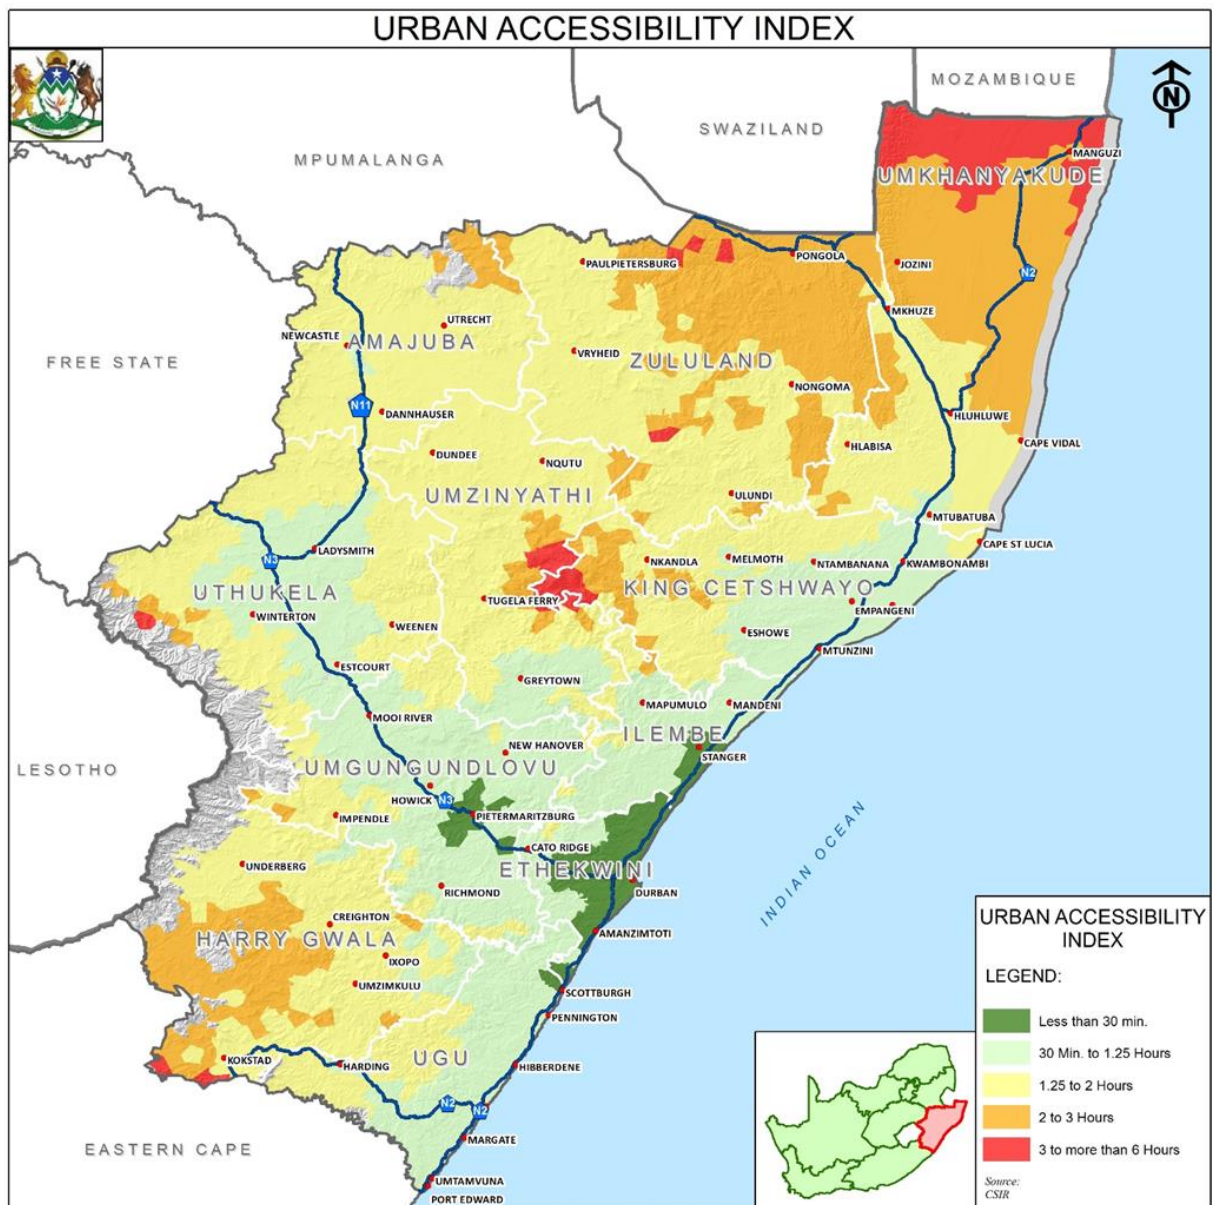 URBAN ACCESSIBILITY INDEX
MOZAMBIQUE
N
SWAZILAND
MPUMALANGA
MANGUZI
UMKHANYAKUDE
PAULPIETERSBURG
PONGOLA
JOZINI
N2
MKHUZE
UTRECHT
NEWCASTLE
AMAJUBA
FREE STATE
VRYHEID
ZULULAND
NONGOMA
N11
DANNHAUSER
HLUHLUWE
HLABISA
CAPE VIDAL
DUNDEE
NQUTU
UMZINYATHI
ULUNDI
MTUBATUBA
CAPE ST LUCIA
LADYSMITH
N3
NKANDLA
MELMOTH
NTAMBANANA
KWAMBONAMBI
UTHUKELA
KING CETSHWAYO
TUGELA FERRY
EMPANGENI
WINTERTON
WEENEN
ESHOWE
MTUNZINI
ESTCOURT
GREYTOWN
MAPUMULO
MANDENI
MOOI RIVER
ILEMBE
NEW HANOVER
STANGER
LESOTHO
UMGUNGUNDLOVU
HOWICK
N3
IMPENDLE
PIETERMARITZBURG
CATO RIDGE
UNDERBERG
ETHEKWINI
RICHMOND
DURBAN
INDIAN OCEAN
CREIGHTON
HARRY GWALA
AMANZIMTOTI
IXOPO
UMZIMKULU
SCOTTBURGH
PENNINGTON
KOKSTAD
UGU
HARDING
HIBBERDENE
N2
N2
MARGATE
EASTERN CAPE
UMTAMVUNA
PORT EDWARD
URBAN ACCESSIBILITY
INDEX
LEGEND:
Less than 30 min.
30 Min. to 1.25 Hours
1.25 to 2 Hours
2 to 3 Hours
3 to more than 6 Hours
Source:
CSIR